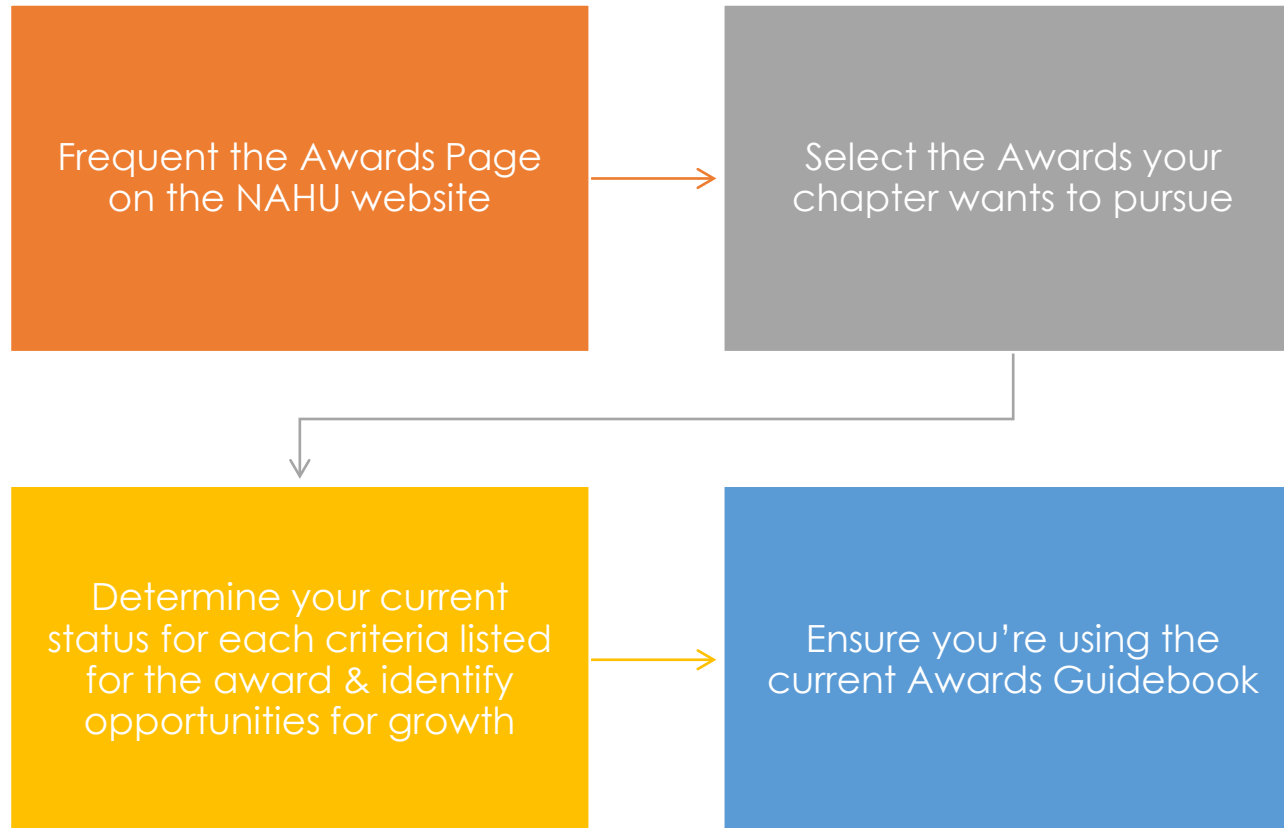 Frequent the Awards Page
on the NAHU website
Select the Awards your
chapter wants to pursue
Determine your current
status for each criteria listed
for the award & identify
opportunities for growth
Ensure you’re using the
current Awards Guidebook